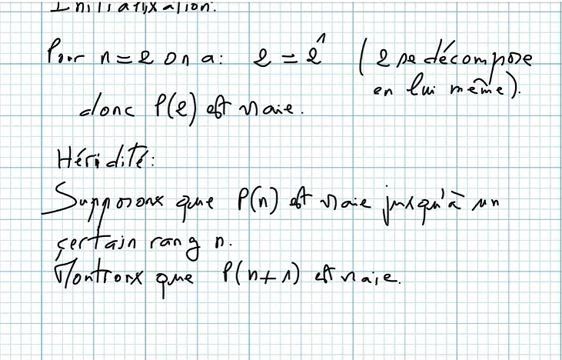 Initialisation:
Pour n = 2 on a: 2 = 2^1 (2 se décompose
en lui même).
donc P(2) est vraie.
Hérédité:
Supposons que P(n) est vraie jusqu'à un
certain rang n.
Montrons que P(n+1) est vraie.